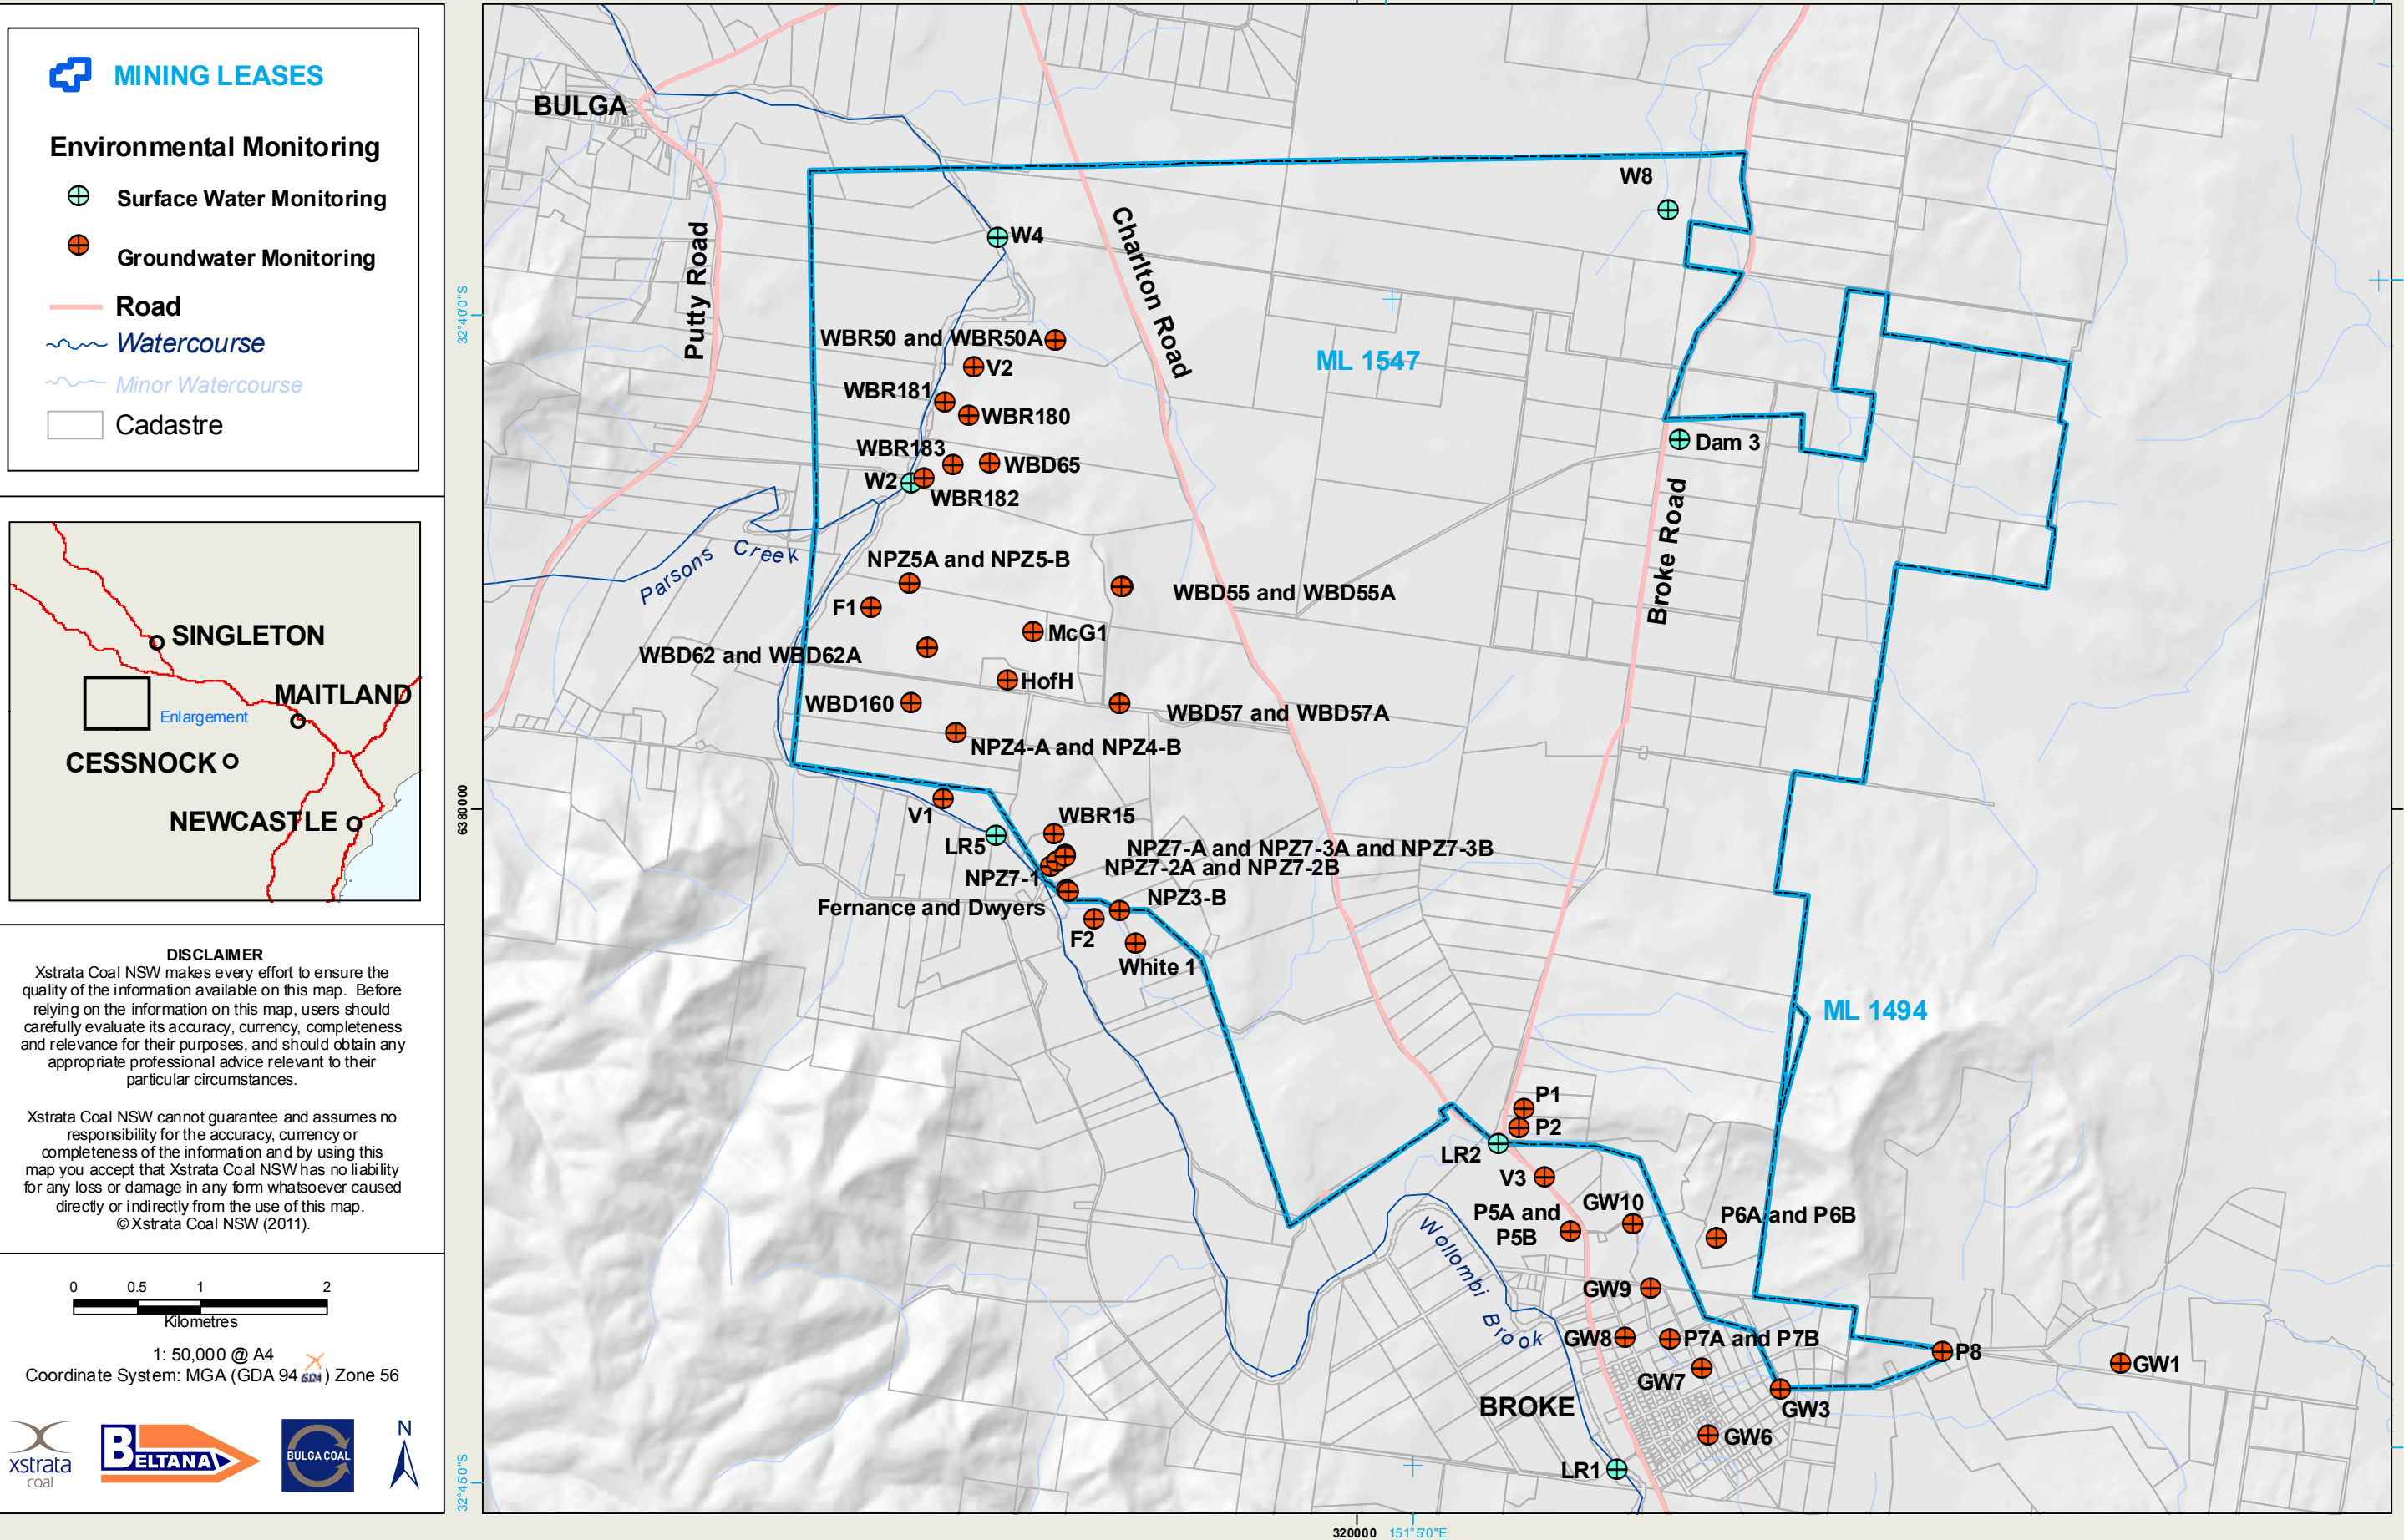 MINING LEASES
Environmental Monitoring
Surface Water Monitoring
Groundwater Monitoring
Road
Watercourse
Minor Watercourse
Cadastre
SINGLETON
MAITLAND
Enlargement
CESSNOCK
NEWCASTLE
DISCLAIMER
Xstrata Coal NSW makes every effort to ensure the
quality of the information available on this map. Before
relying on the information on this map, users should
carefully evaluate its accuracy, currency, completeness
and relevance for their purposes, and should obtain any
appropriate professional advice relevant to their
particular circumstances.
Xstrata Coal NSW cannot guarantee and assumes no
responsibility for the accuracy, currency or
completeness of the information and by using this
map you accept that Xstrata Coal NSW has no liability
for any loss or damage in any form whatsoever caused
directly or indirectly from the use of this map.
© Xstrata Coal NSW (2011).
0 0.5 1 2
Kilometres
1: 50,000 @ A4
Coordinate System: MGA (GDA 94 GDA) Zone 56
xstrata
coal
BELTANA
BULGA COAL
N
32°40'0"S
6380000
32°45'0"S
320000
151°5'0"E
BULGA
Putty Road
Charlton Road
W8
W4
WBR50 and WBR50A
V2
ML 1547
WBR181
WBR180
WBR183
WBD65
W2
WBR182
Dam 3
Broke Road
Parsons Creek
NPZ5A and NPZ5-B
WBD55 and WBD55A
F1
McG1
WBD62 and WBD62A
HofH
WBD160
WBD57 and WBD57A
NPZ4-A and NPZ4-B
V1
WBR15
LR5
NPZ7-A and NPZ7-3A and NPZ7-3B
NPZ7-2A and NPZ7-2B
NPZ7-1
NPZ3-B
Fernance and Dwyers
F2
White 1
ML 1494
P1
P2
LR2
V3
GW10
P5A and
P5B
P6A and P6B
Wollombi Brook
GW9
GW8
P7A and P7B
P8
GW1
GW7
BROKE
GW3
GW6
LR1